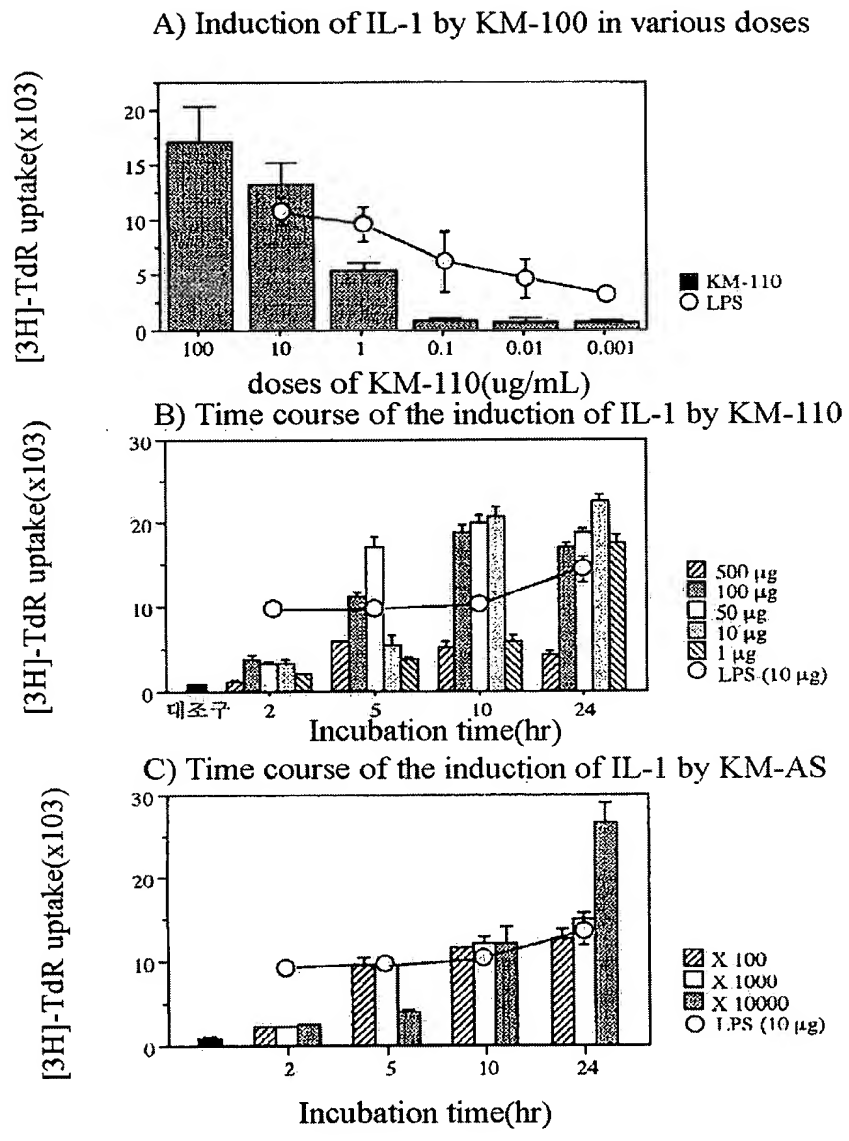 A) Induction of IL-1 by KM-100 in various doses
[3H]-TdR uptake(x103)
20
15
10
5
0
100 10 1 0.1 0.01 0.001
KM-110
LPS
doses of KM-110(ug/mL)
B) Time course of the induction of IL-1 by KM-110
[3H]-TdR uptake(x103)
30
20
10
0
대조구 2 5 10 24
500 µg
100 µg
50 µg
10 µg
1 µg
LPS (10 µg)
Incubation time(hr)
C) Time course of the induction of IL-1 by KM-AS
[3H]-TdR uptake(x103)
30
20
10
0
2 5 10 24
X 100
X 1000
X 10000
LPS (10 µg)
Incubation time(hr)